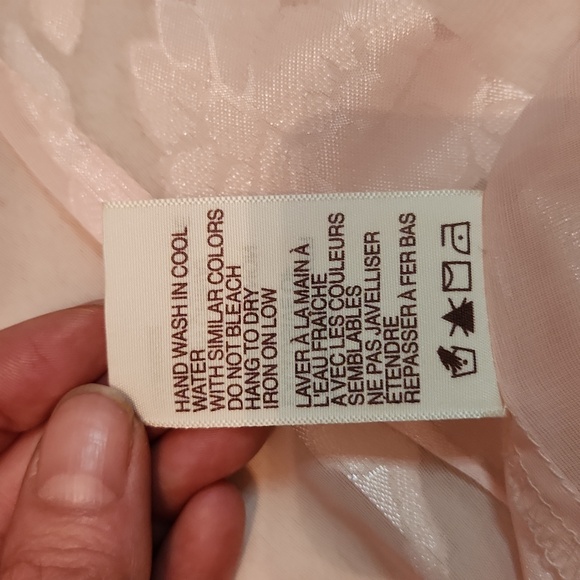 HAND WASH IN COOL
WATER
WITH SIMILAR COLORS
DO NOT BLEACH
HANG TO DRY
IRON ON LOW
LAVER À LA MAIN À
L'EAU FRAÎCHE
AVEC LES COULEURS
SEMBLABLES
NE PAS JAVELLISER
ÉTENDRE
REPASSER À FER BAS